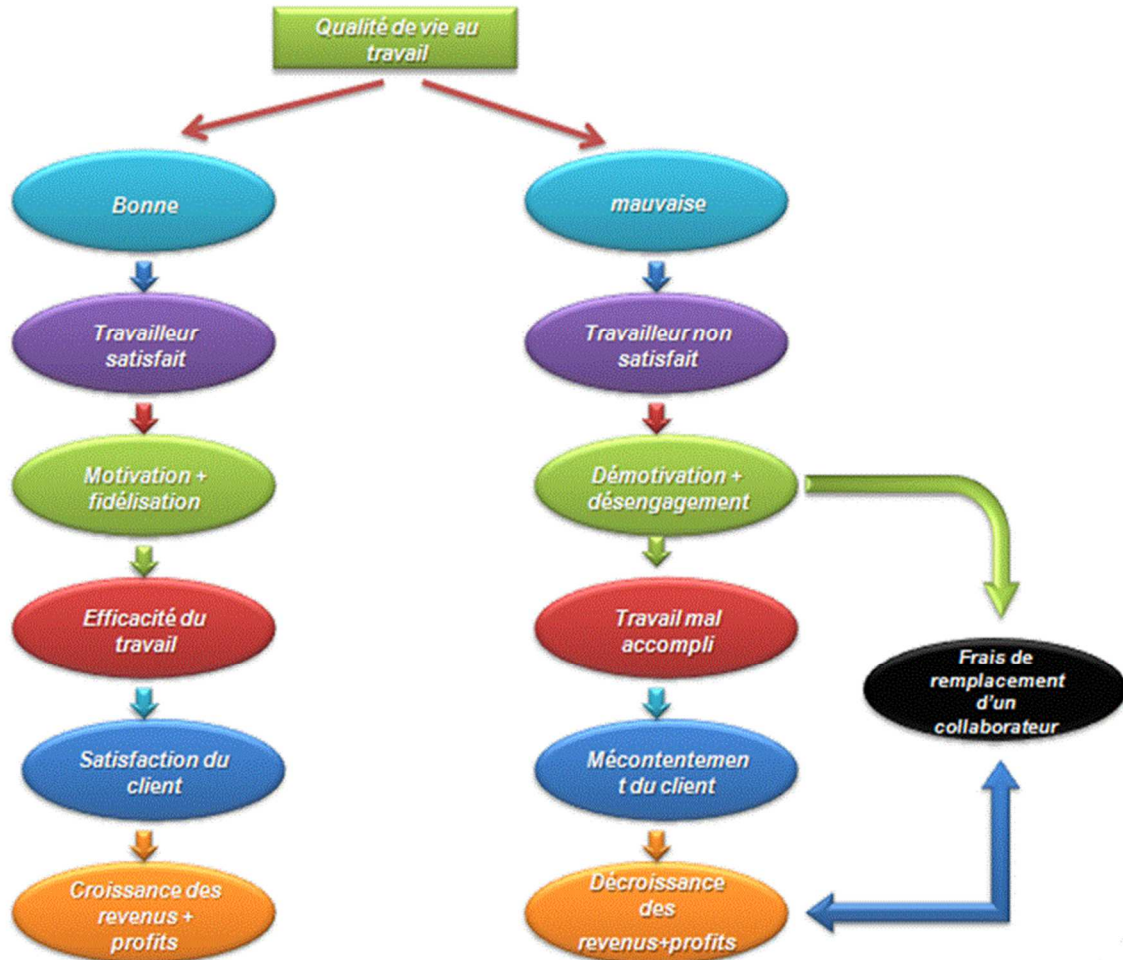 Qualité de vie au
travail
Bonne
mauvaise
Travailleur
satisfait
Travailleur non
satisfait
Motivation +
fidélisation
Démotivation +
désengagement
Efficacité du
travail
Travail mal
accompli
Frais de
remplacement
d'un
collaborateur
Satisfaction du
client
Mécontentemen
t du client
Croissance des
revenus +
profits
Décroissance
des
revenus+profits